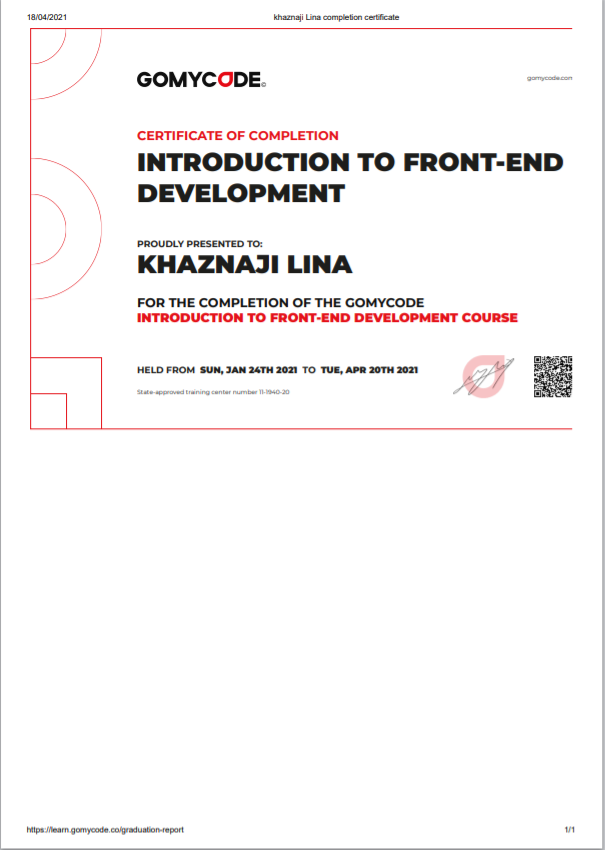 18/04/2021
khaznaji Lina completion certificate
GOMYCODE©
gomycode.com
CERTIFICATE OF COMPLETION
INTRODUCTION TO FRONT-END
DEVELOPMENT
PROUDLY PRESENTED TO:
KHAZNAJI LINA
FOR THE COMPLETION OF THE GOMYCODE
INTRODUCTION TO FRONT-END DEVELOPMENT COURSE
HELD FROM SUN, JAN 24TH 2021 TO TUE, APR 20TH 2021
State-approved training center number 11-1940-20
https://learn.gomycode.co/graduation-report
1/1